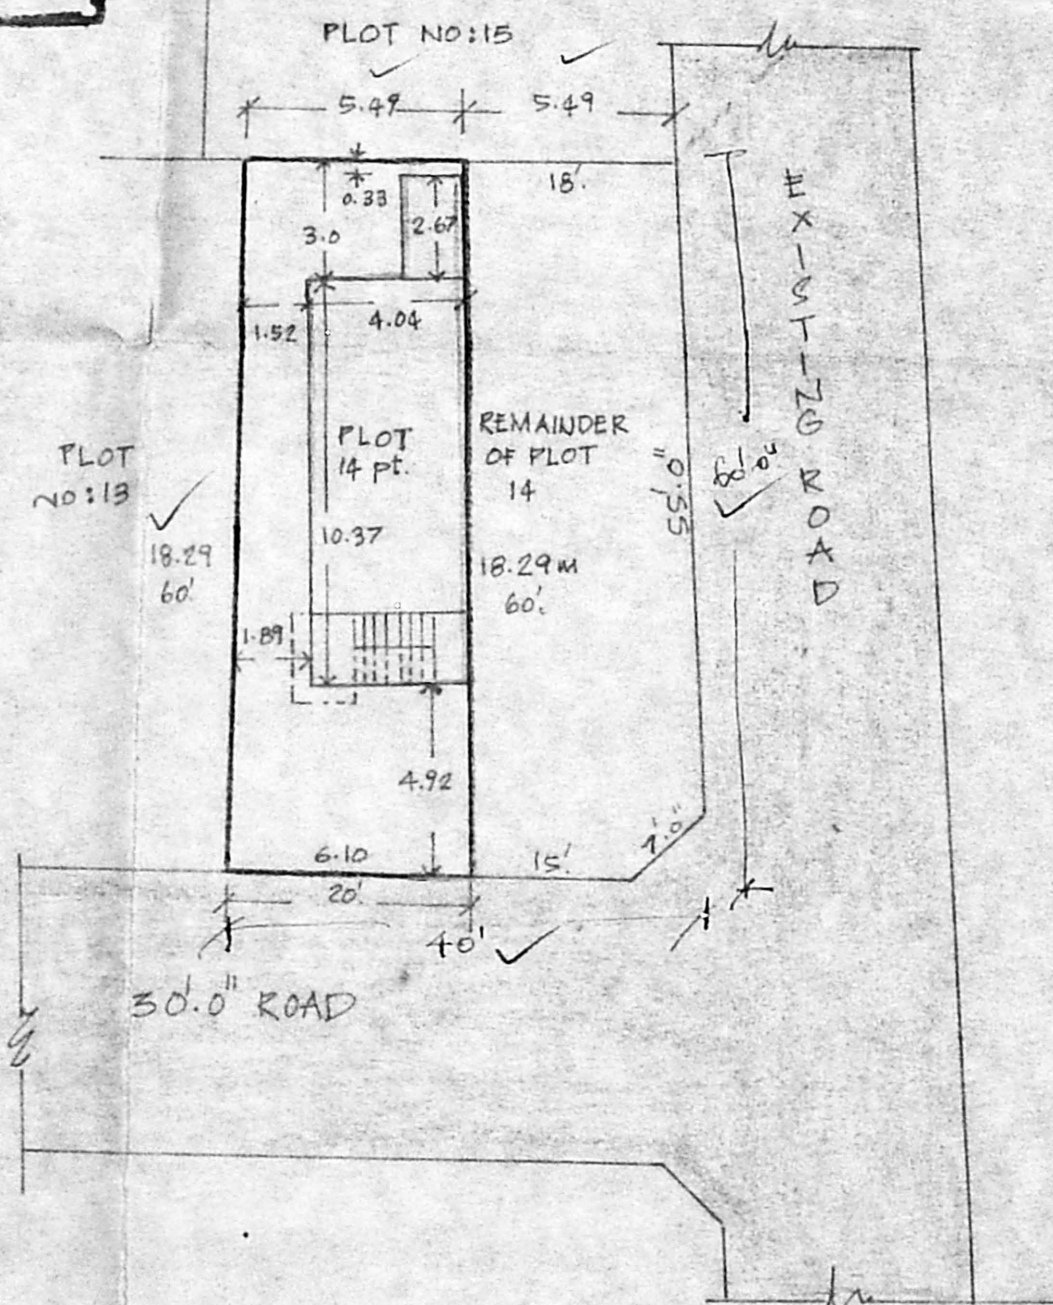 PLOT NO:15
5.49
5.49
18'.
0.33
3.0
2.67
1.52
4.04
EXISTING ROAD
PLOT
14 pt.
REMAINDER
OF PLOT
14
PLOT
NO:13
55'.0"
60'.0"
10.37
18.29
60'.
18.29 m
60'.
1.89
4.92
7'.0"
6.10
15'.
20'
40'
30'.0" ROAD